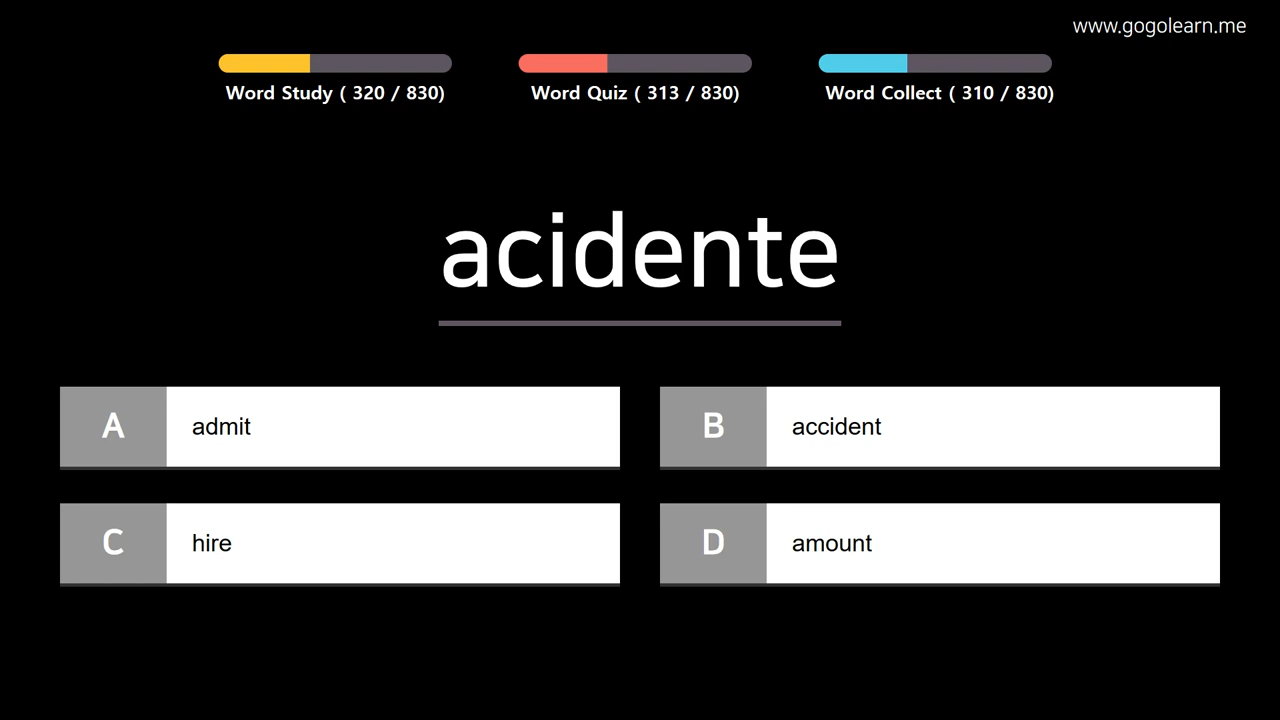 www.gogolearn.me
Word Study ( 320 / 830)
Word Quiz ( 313 / 830)
Word Collect ( 310 / 830)
acidente
A admit
B accident
C hire
D amount